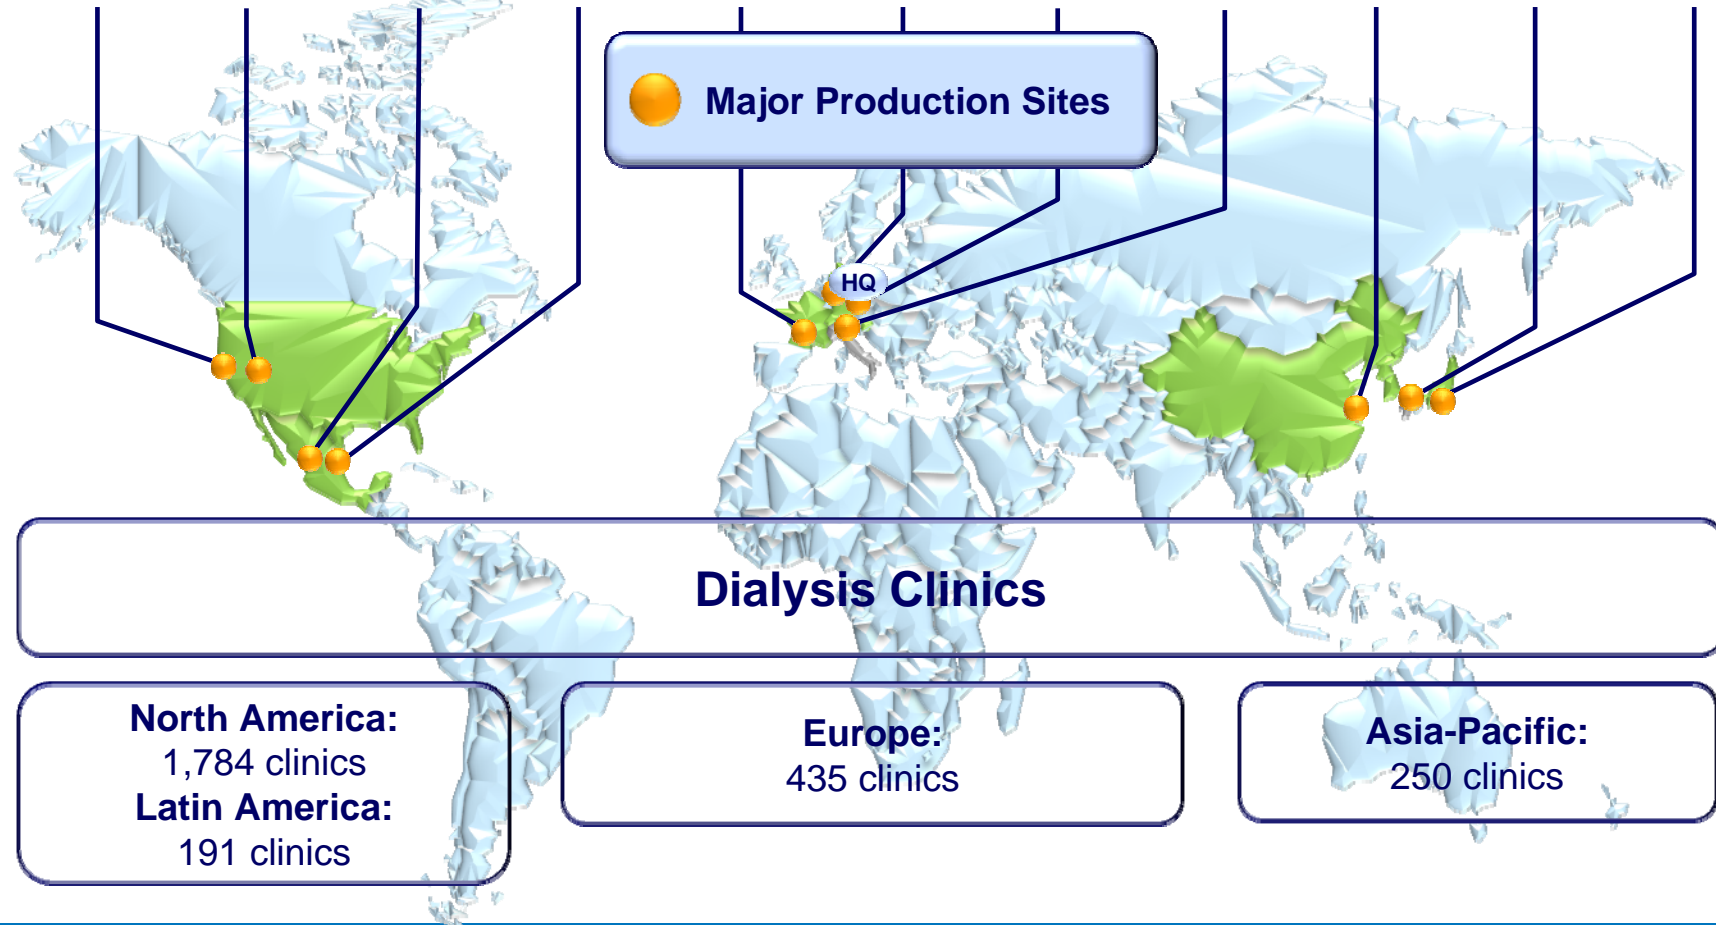 Major Production Sites
HQ
Dialysis Clinics
North America:
1,784 clinics
Latin America:
191 clinics
Europe:
435 clinics
Asia-Pacific:
250 clinics